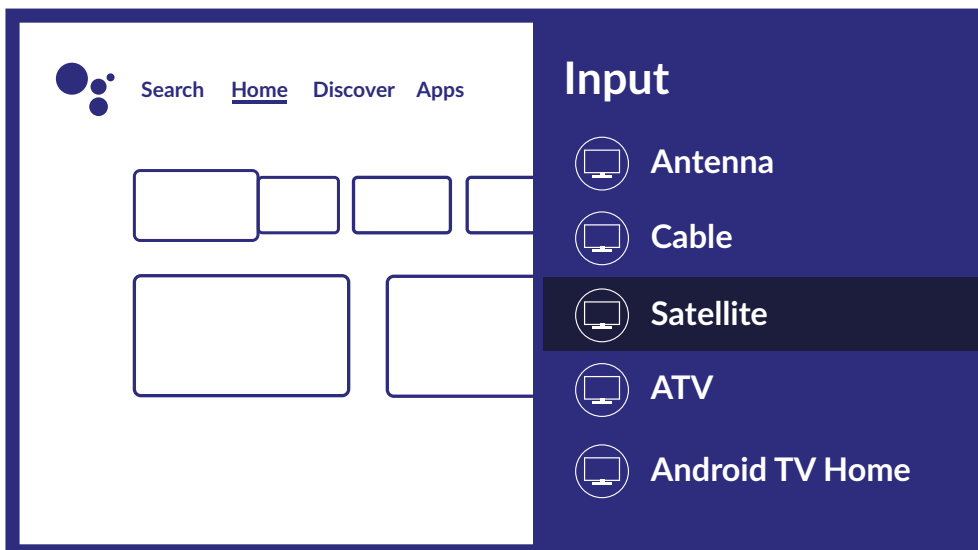 Search Home Discover Apps
Input
Antenna
Cable
Satellite
ATV
Android TV Home